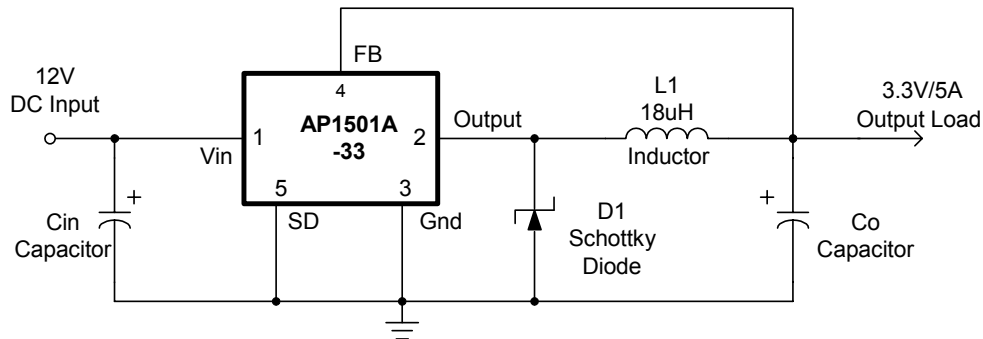 FB
12V
DC Input
4
L1
18uH
3.3V/5A
Output Load
AP1501A
-33
1
2
Output
Vin
Inductor
5
3
SD
Gnd
+
Cin
Capacitor
D1
Schottky
Diode
+
Co
Capacitor